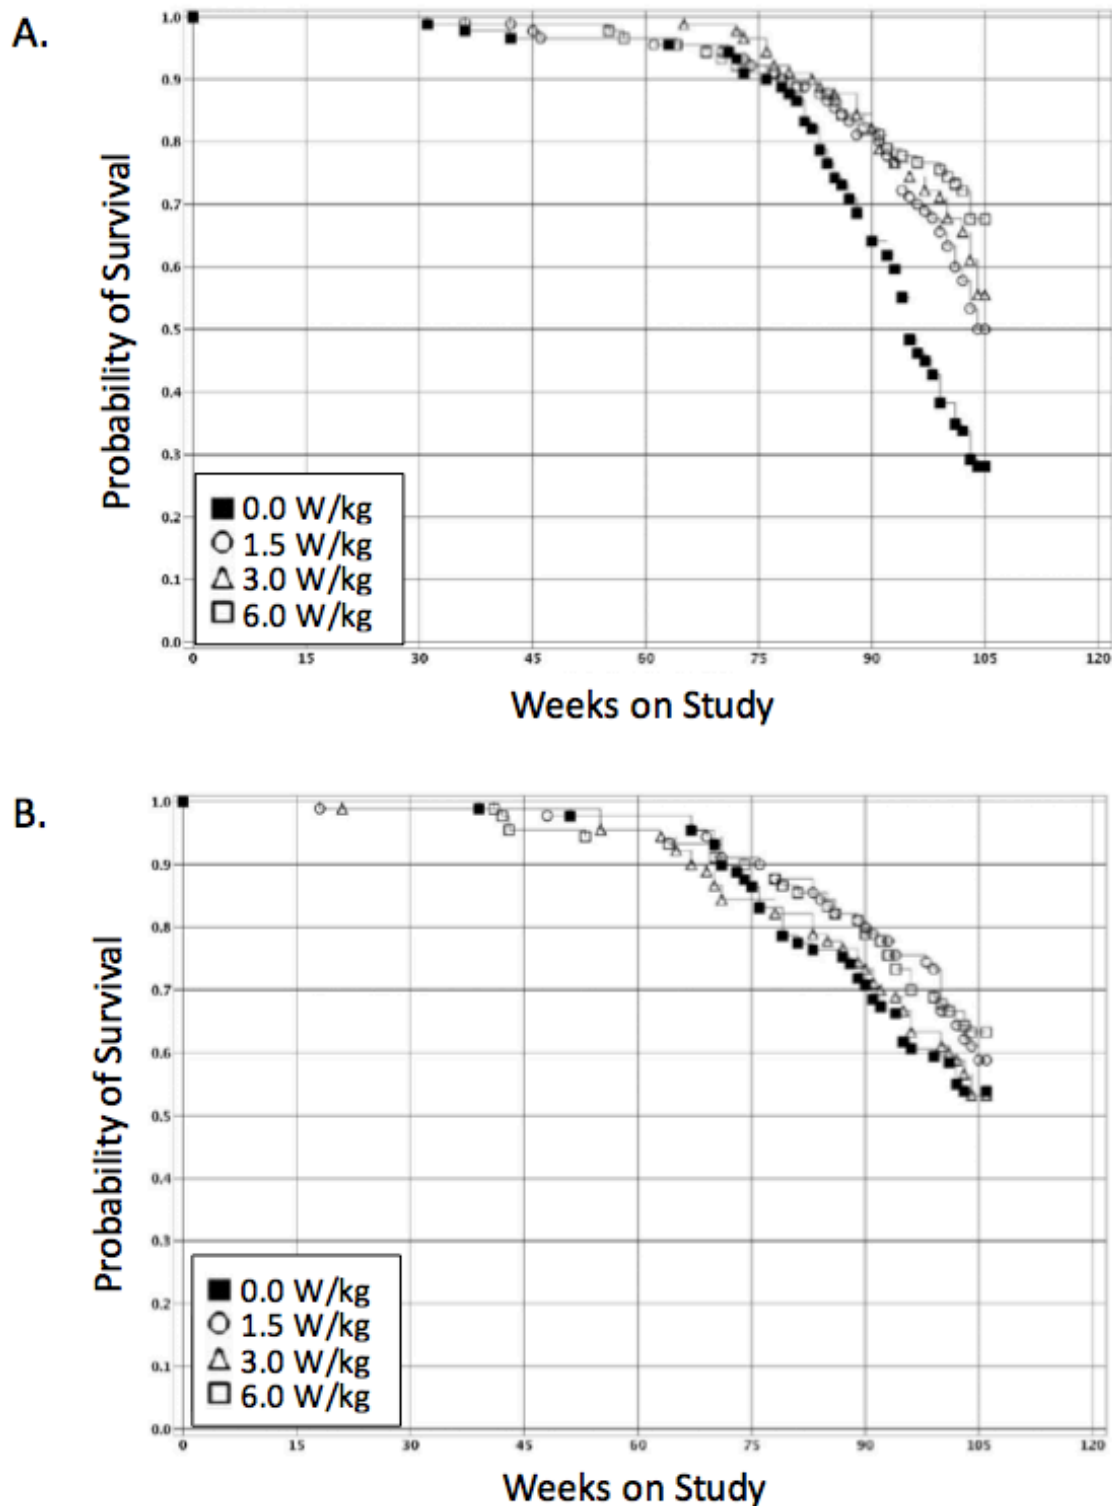 A.
Probability of Survival
1.0
0.9
0.8
0.7
0.6
0.5
0.4
0.3
0.2
0.1
0.0
0.0 W/kg
1.5 W/kg
3.0 W/kg
6.0 W/kg
0 15 30 45 60 75 90 105 120
Weeks on Study
B.
Probability of Survival
1.0
0.9
0.8
0.7
0.6
0.5
0.4
0.3
0.2
0.1
0.0
0.0 W/kg
1.5 W/kg
3.0 W/kg
6.0 W/kg
0 15 30 45 60 75 90 105 120
Weeks on Study